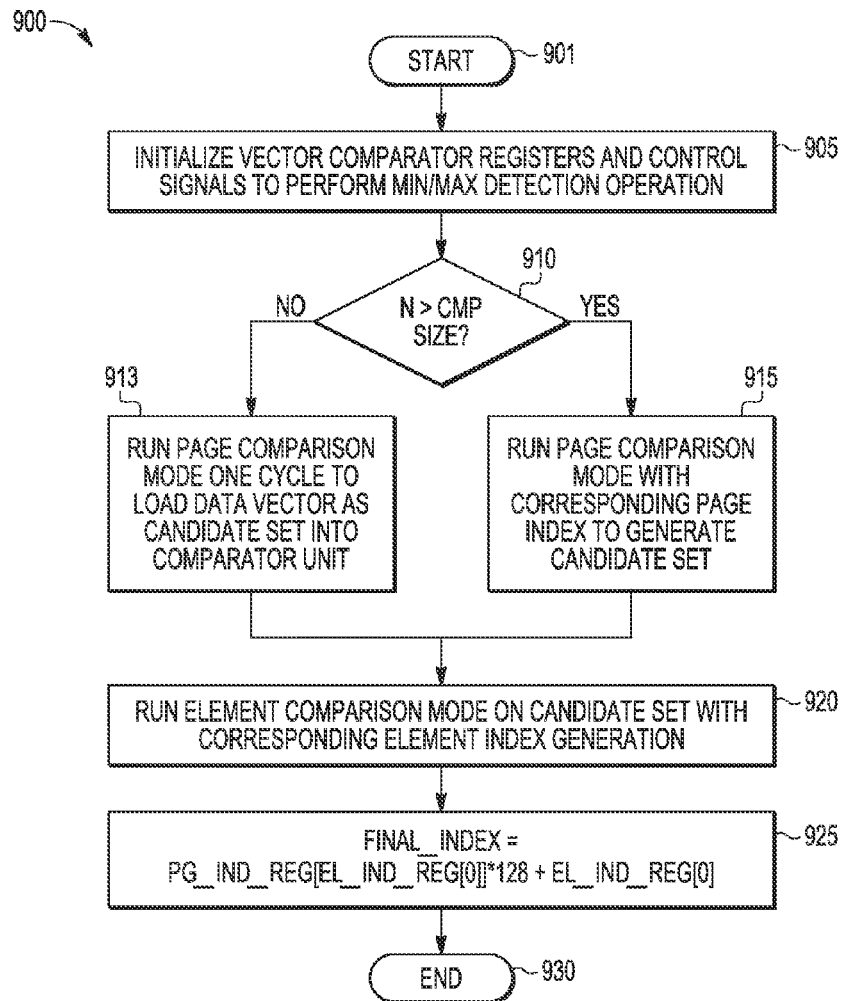 900
START
901
INITIALIZE VECTOR COMPARATOR REGISTERS AND CONTROL
SIGNALS TO PERFORM MIN/MAX DETECTION OPERATION
905
910
NO
N > CMP
SIZE?
YES
913
RUN PAGE COMPARISON
MODE ONE CYCLE TO
LOAD DATA VECTOR AS
CANDIDATE SET INTO
COMPARATOR UNIT
915
RUN PAGE COMPARISON
MODE WITH
CORRESPONDING PAGE
INDEX TO GENERATE
CANDIDATE SET
RUN ELEMENT COMPARISON MODE ON CANDIDATE SET WITH
CORRESPONDING ELEMENT INDEX GENERATION
920
FINAL_INDEX =
PG_IND_REG[EL_IND_REG[0]]*128 + EL_IND_REG[0]
925
END
930